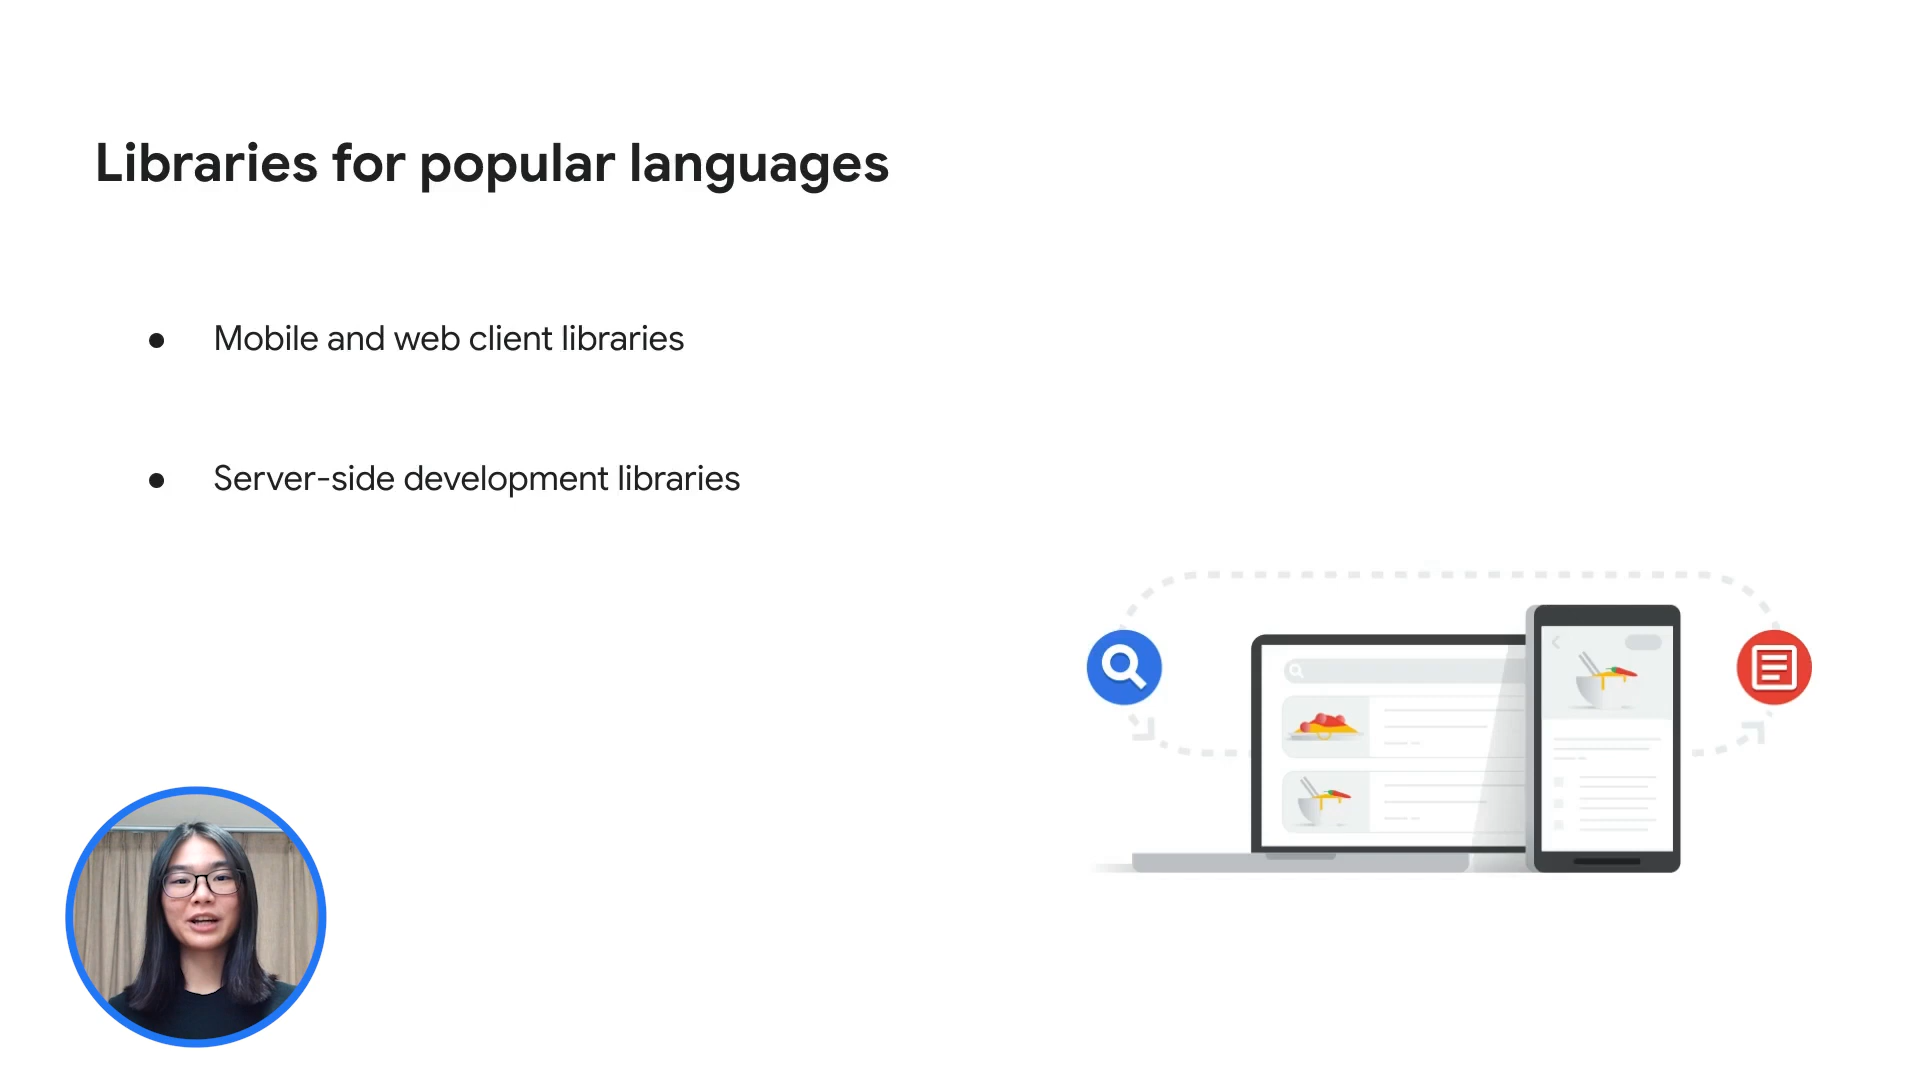 Libraries for popular languages
● Mobile and web client libraries
● Server-side development libraries